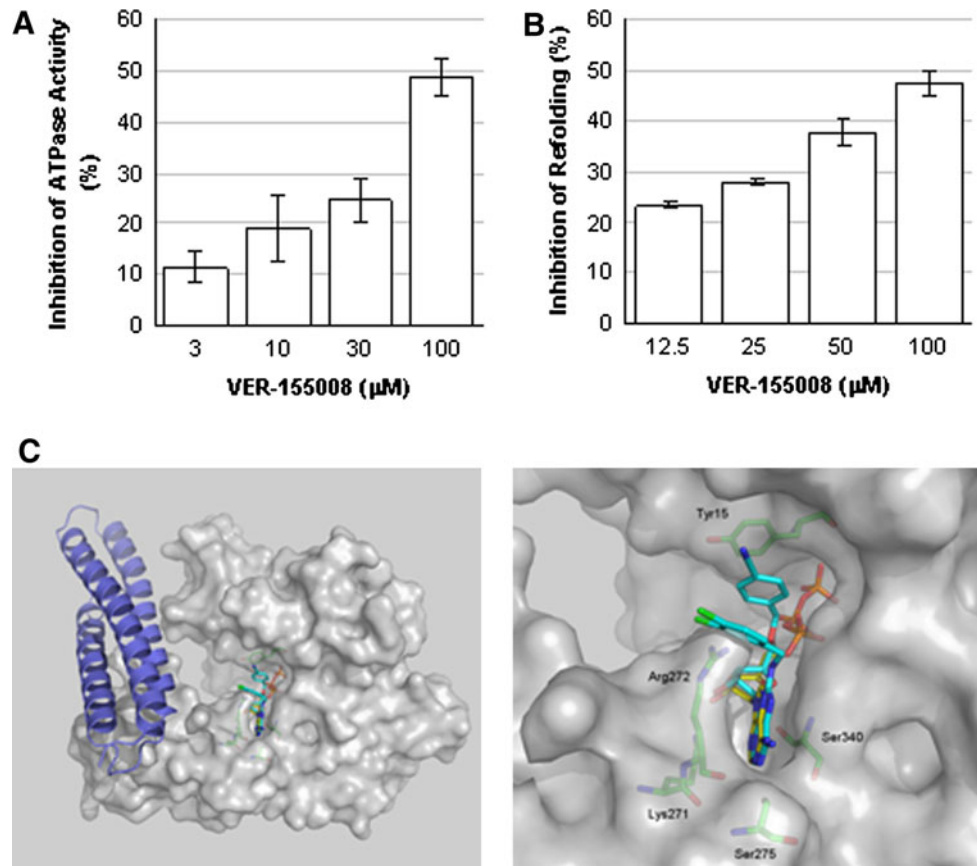 A
Inhibition of ATPase Activity
(%)
60
50
40
30
20
10
0
3 10 30 100
VER-155008 (µM)
B
Inhibition of Refolding (%)
60
50
40
30
20
10
0
12.5 25 50 100
VER-155008 (µM)
C
Tyr15
Arg272
Ser340
Lys271
Ser275